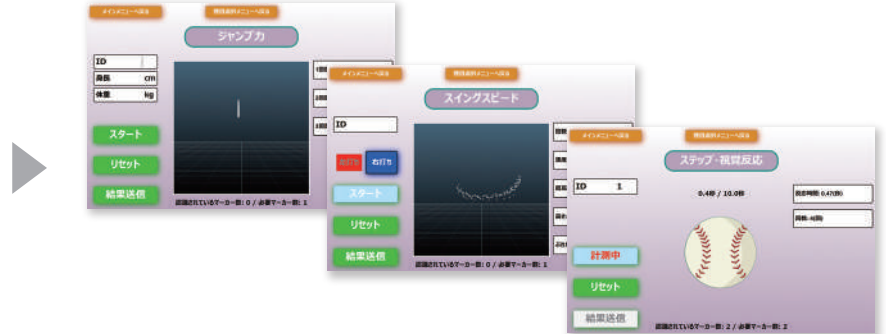 メインメニューへ戻る
種目選択メニューへ戻る
ジャンプ力
ID
身長 cm
体重 kg
スタート
リセット
結果送信
認識されているマーカー数: 0 / 必要マーカー数: 1
メインメニューへ戻る
種目選択メニューへ戻る
スイングスピード
ID
左打ち
右打ち
スタート
リセット
結果送信
認識されているマーカー数: 0 / 必要マーカー数: 1
メインメニューへ戻る
種目選択メニューへ戻る
ステップ・視覚反応
ID 1
0.4秒 / 10.0秒
計測中
リセット
結果送信
認識されているマーカー数: 2 / 必要マーカー数: 2